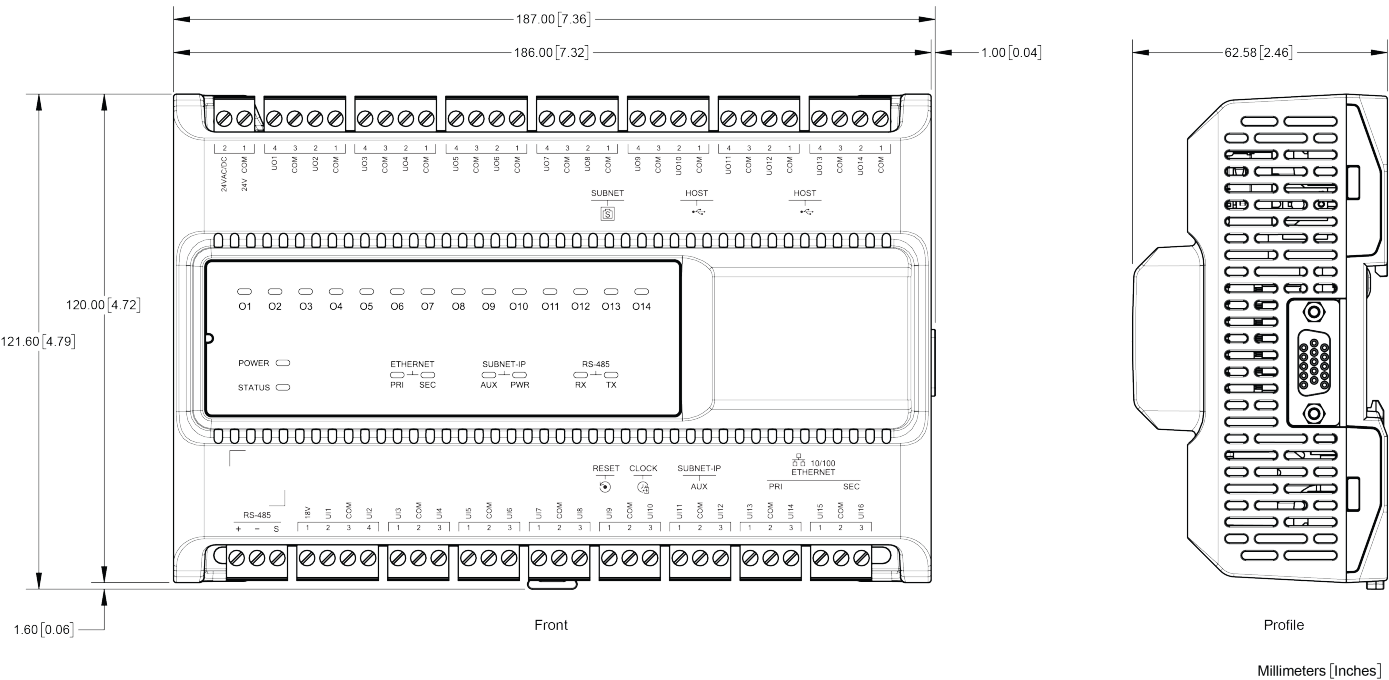 187.00[7.36]
186.00[7.32]
1.00[0.04]
62.58[2.46]
2 1 4 3 2 1 4 3 2 1 4 3 2 1 4 3 2 1 4 3 2 1 4 3 2 1 4 3 2 1
24VAC/DC 24V COM UO1 COM UO2 COM UO3 COM UO4 COM UO5 COM UO6 COM UO7 COM UO8 COM UO9 COM UO10 COM UO11 COM UO12 COM UO13 COM UO14 COM
SUBNET HOST HOST
S
O1 O2 O3 O4 O5 O6 O7 O8 O9 O10 O11 O12 O13 O14
120.00[4.72]
121.60[4.79]
POWER ETHERNET SUBNET-IP RS-485
STATUS PRI SEC AUX PWR RX TX
10/100
RESET CLOCK SUBNET-IP ETHERNET
AUX PRI SEC
RS-485 18V UI1 COM UI2 UI3 COM UI4 UI5 COM UI6 UI7 COM UI8 UI9 COM UI10 UI11 COM UI12 UI13 COM UI14 UI15 COM UI16
+ − S 1 2 3 4 1 2 3 1 2 3 1 2 3 1 2 3 1 2 3 1 2 3 1 2 3
1.60[0.06]
Front
Profile
Millimeters [Inches]